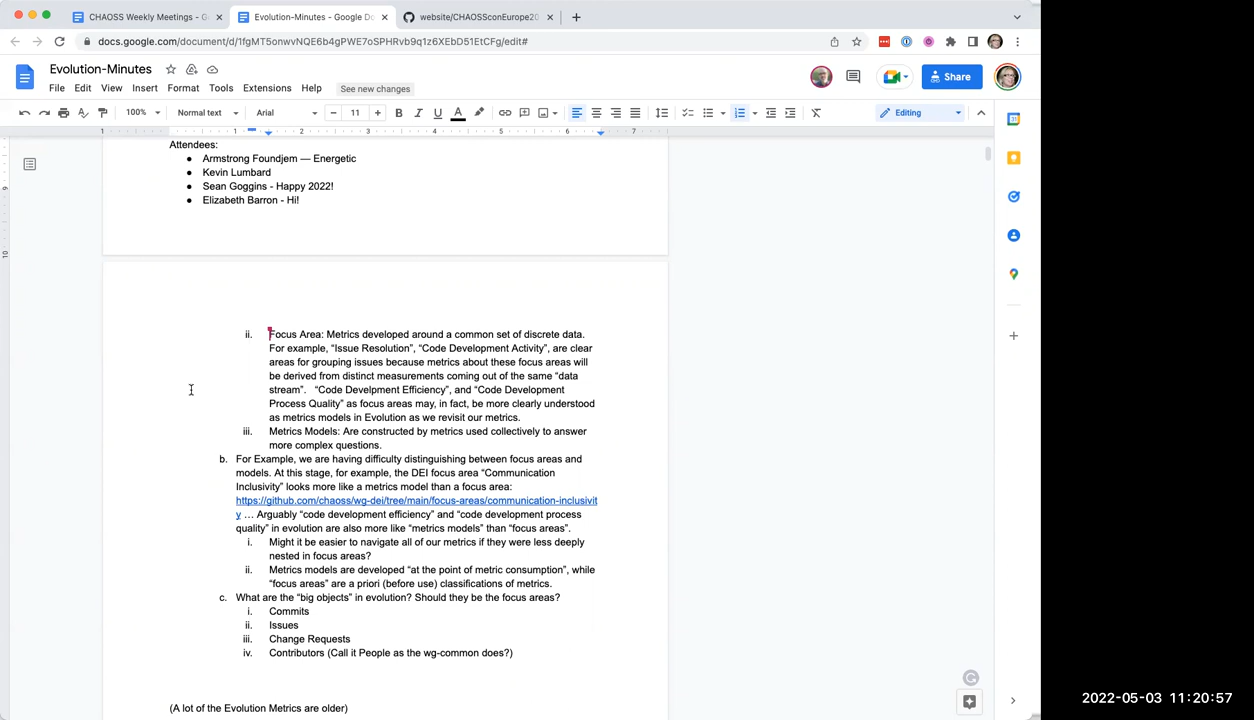 CHAOSS Weekly Meetings - G
Evolution-Minutes - Google D
website/CHAOSSconEurope20
docs.google.com/document/d/1fgMT5onwvNQE6b4gPWE7oSPHRvb9q1z6XEbD51EtCFg/edit#
Evolution-Minutes
File Edit View Insert Format Tools Extensions Help
See new changes
Share
100% Normal text Arial 11 B I U A Editing
1 1 2 3 4 5 6 7
9
10
Attendees:
● Armstrong Foundjem — Energetic
● Kevin Lumbard
● Sean Goggins - Happy 2022!
● Elizabeth Barron - Hi!
ii. Focus Area: Metrics developed around a common set of discrete data.
For example, “Issue Resolution”, “Code Development Activity”, are clear
areas for grouping issues because metrics about these focus areas will
be derived from distinct measurements coming out of the same “data
stream”. “Code Develpment Efficiency”, and “Code Development
Process Quality” as focus areas may, in fact, be more clearly understood
as metrics models in Evolution as we revisit our metrics.
iii. Metrics Models: Are constructed by metrics used collectively to answer
more complex questions.
b. For Example, we are having difficulty distinguishing between focus areas and
models. At this stage, for example, the DEI focus area “Communication
Inclusivity” looks more like a metrics model than a focus area:
https://github.com/chaoss/wg-dei/tree/main/focus-areas/communication-inclusivit
y … Arguably “code development efficiency” and “code development process
quality” in evolution are also more like “metrics models” than “focus areas”.
i. Might it be easier to navigate all of our metrics if they were less deeply
nested in focus areas?
ii. Metrics models are developed “at the point of metric consumption”, while
“focus areas” are a priori (before use) classifications of metrics.
c. What are the “big objects” in evolution? Should they be the focus areas?
i. Commits
ii. Issues
iii. Change Requests
iv. Contributors (Call it People as the wg-common does?)
(A lot of the Evolution Metrics are older)
2022-05-03 11:20:57